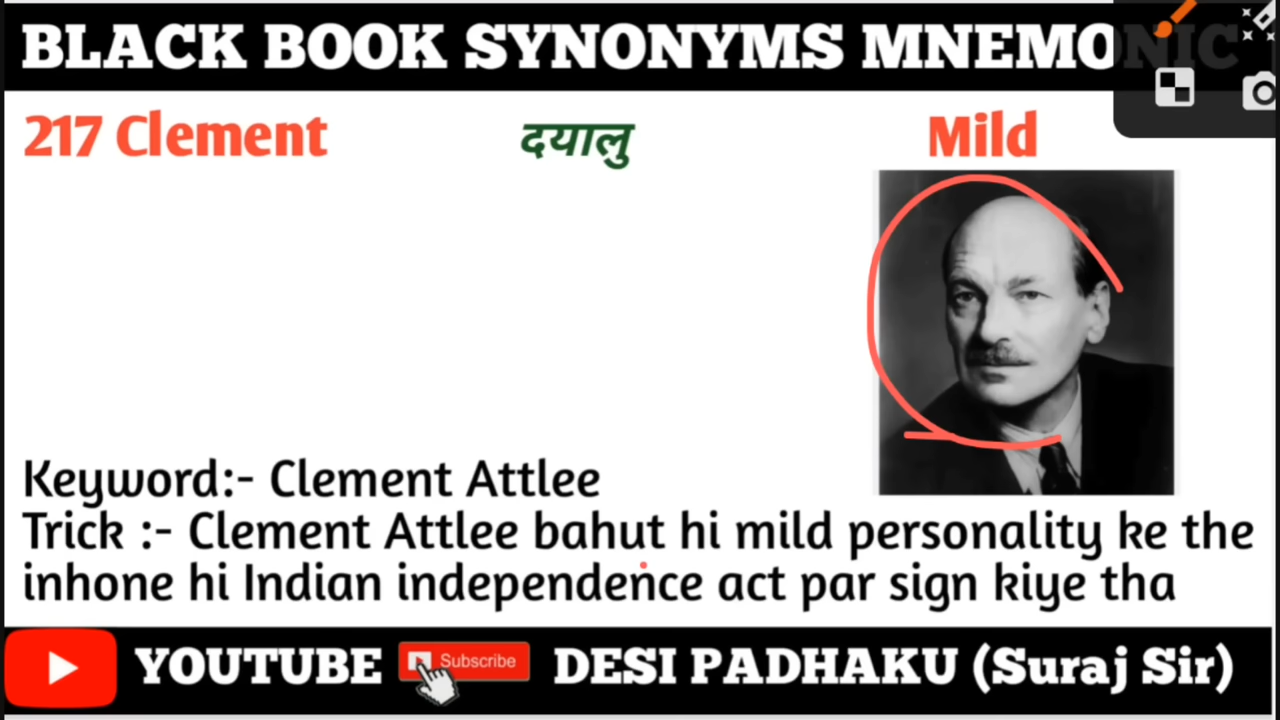 BLACK BOOK SYNONYMS MNEMONIC
217 Clement दयालु Mild
Keyword:- Clement Attlee
Trick :- Clement Attlee bahut hi mild personality ke the
inhone hi Indian independence act par sign kiye tha
YOUTUBE Subscribe DESI PADHAKU (Suraj Sir)